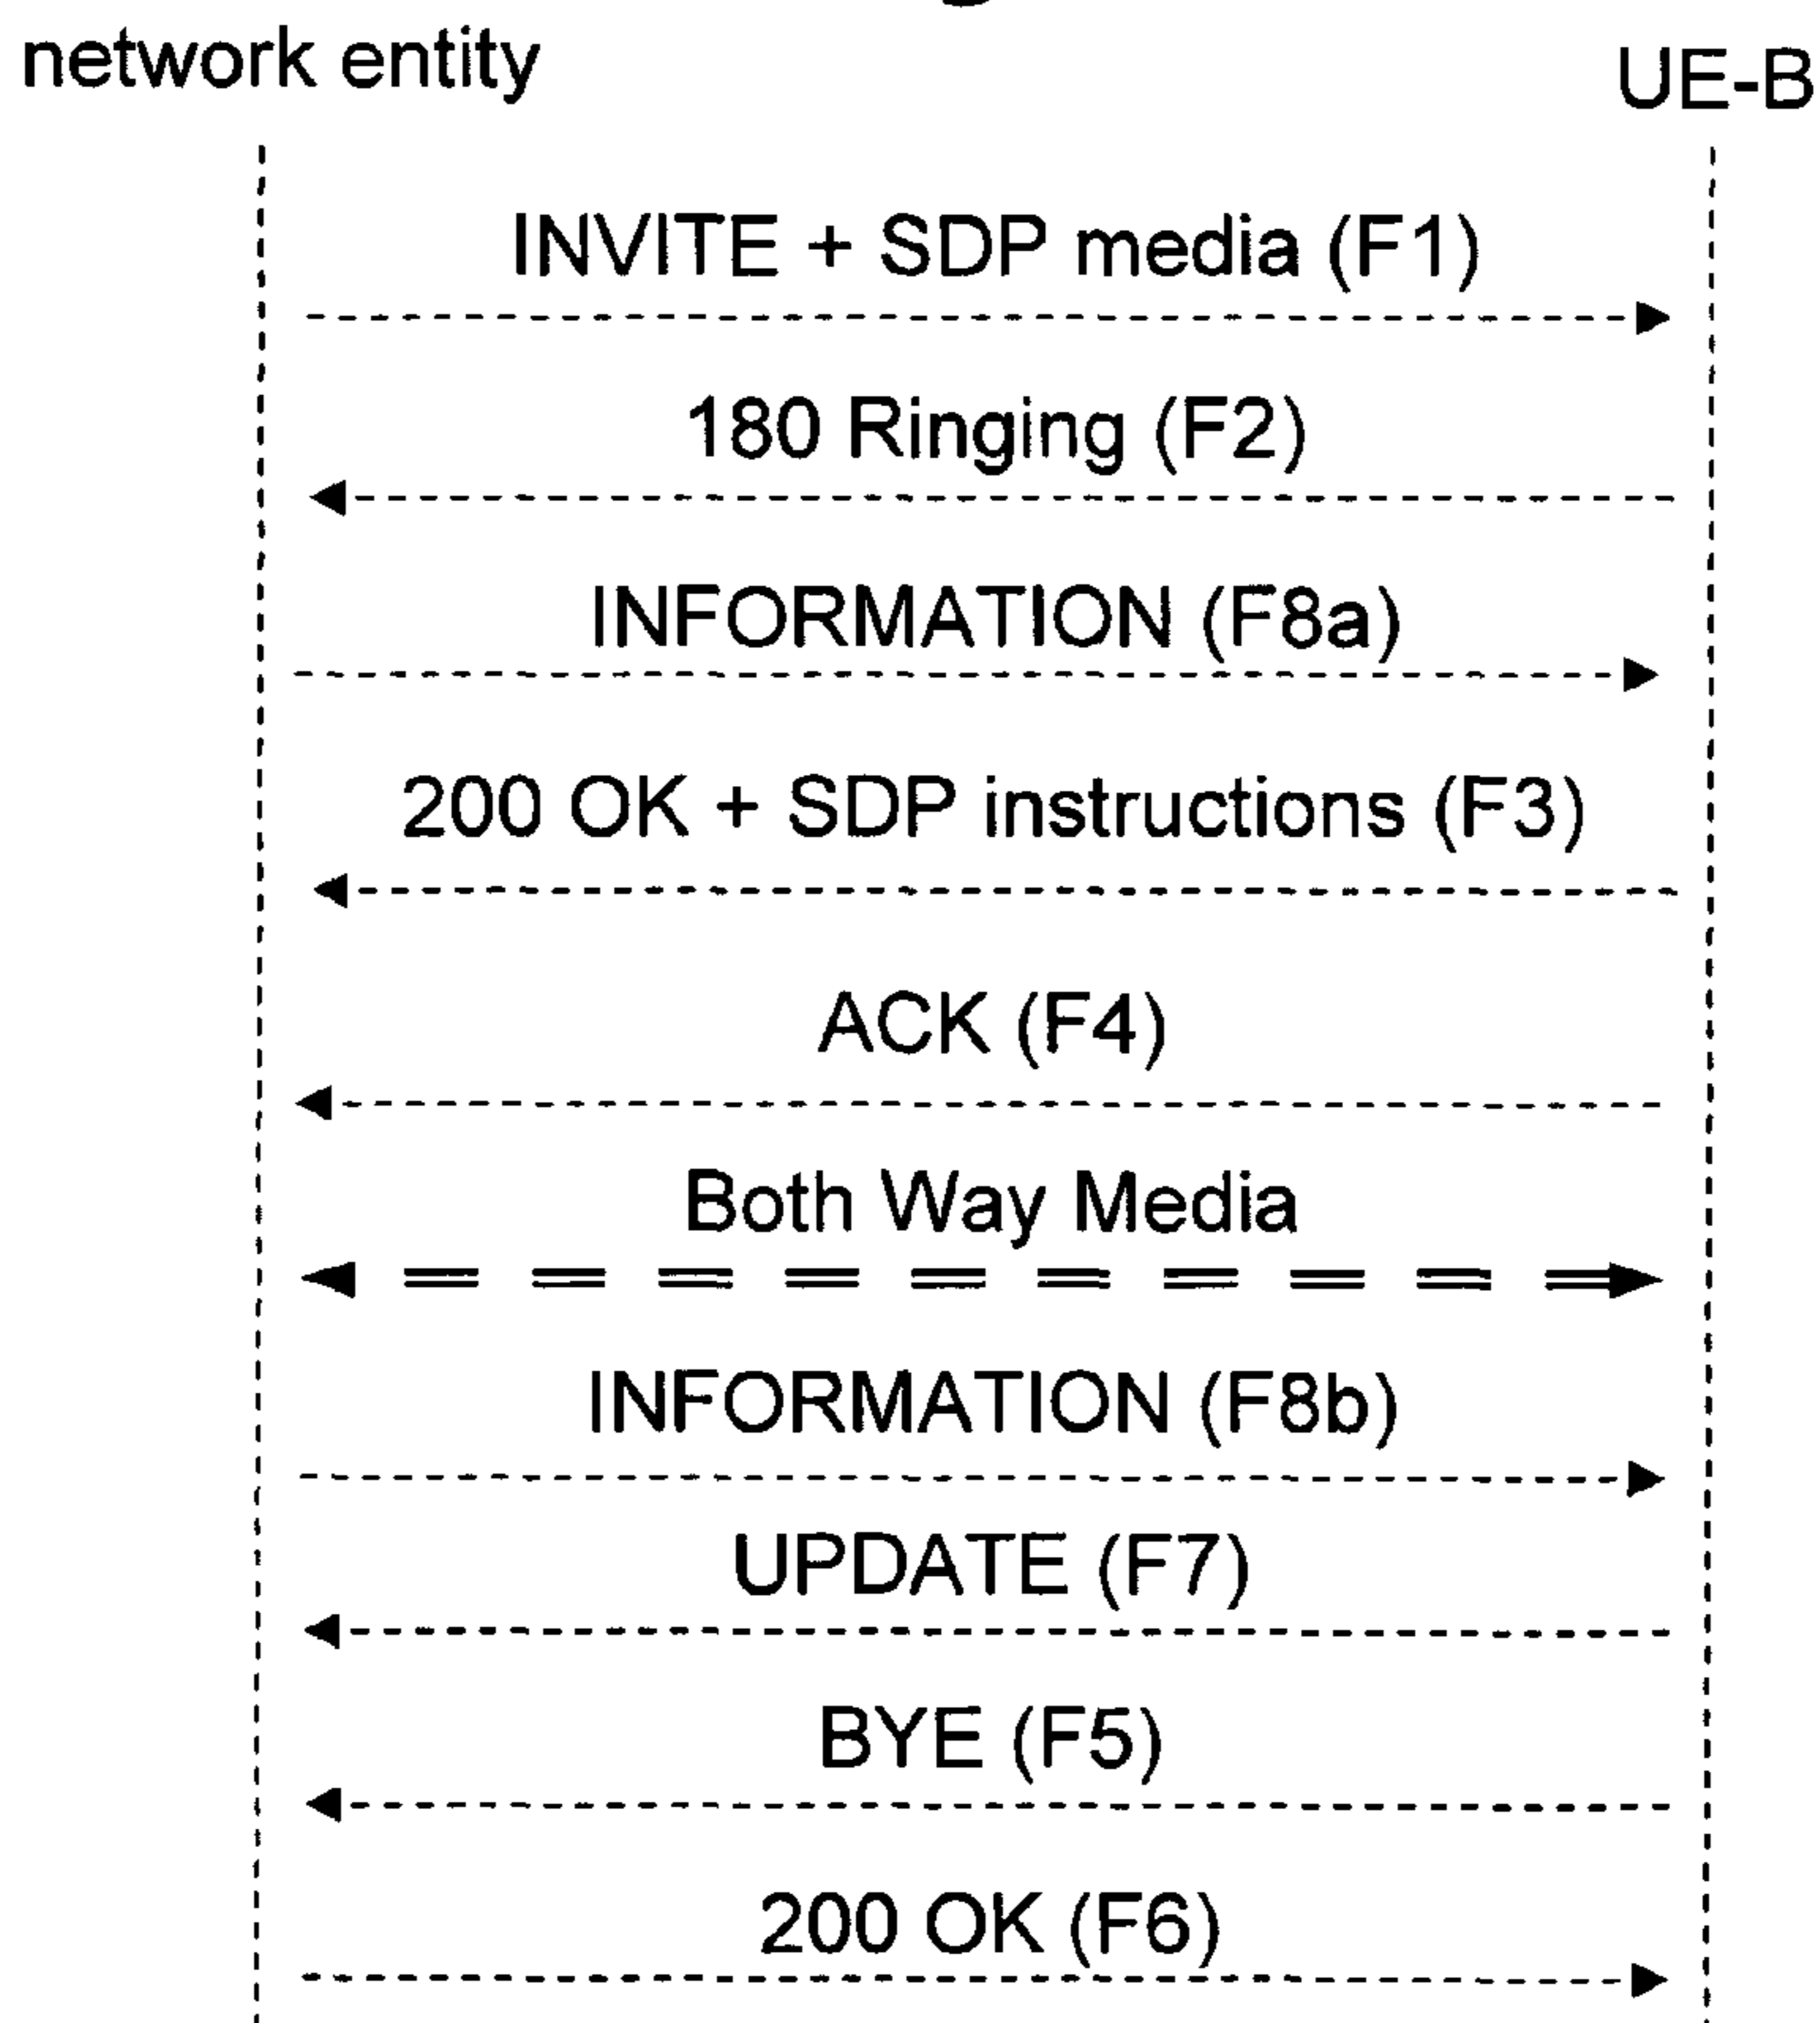 network entity
UE-B
INVITE + SDP media (F1)
180 Ringing (F2)
INFORMATION (F8a)
200 OK + SDP instructions (F3)
ACK (F4)
Both Way Media
INFORMATION (F8b)
UPDATE (F7)
BYE (F5)
200 OK (F6)